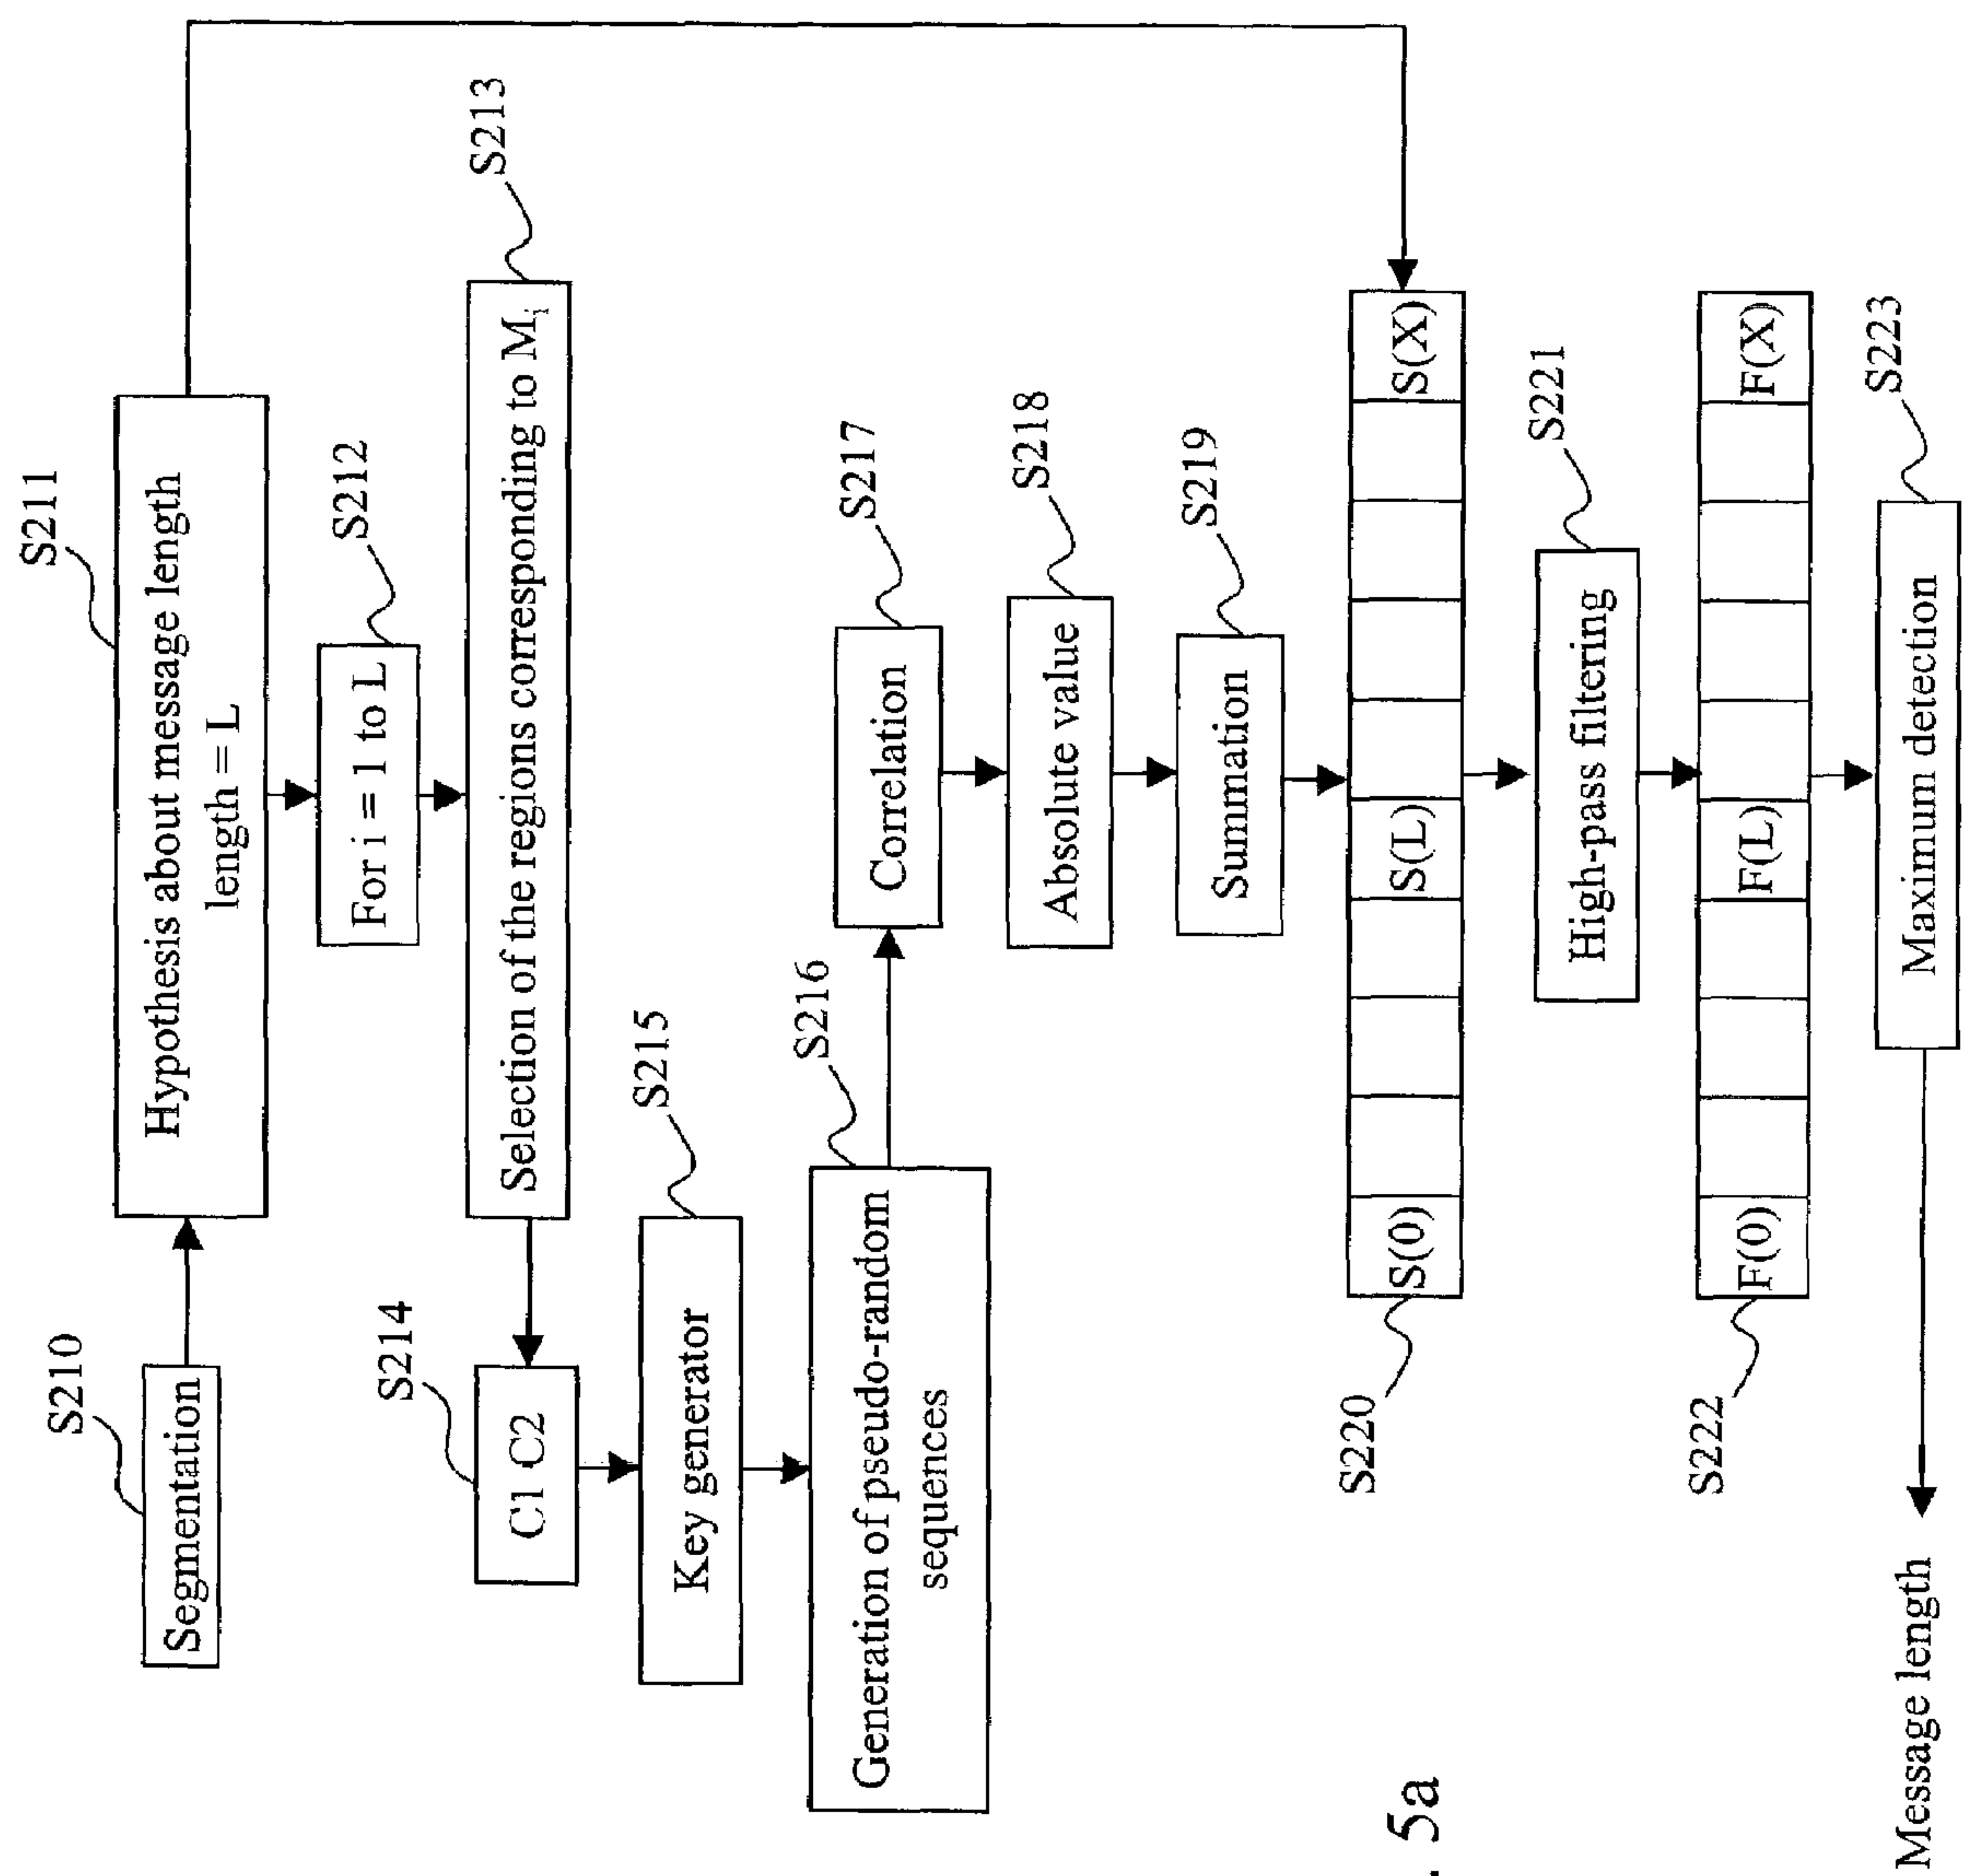 S210
Segmentation
S211
Hypothesis about message length
length = L
S212
For i = 1 to L
S213
Selection of the regions corresponding to Mi
S214
C1 C2
S215
Key generator
S216
Generation of pseudo-random
sequences
S217
Correlation
S218
Absolute value
S219
Summation
S220
S(0) S(L) S(X)
S221
High-pass filtering
S222
F(0) F(L) F(X)
S223
Maximum detection
Message length
. 5a